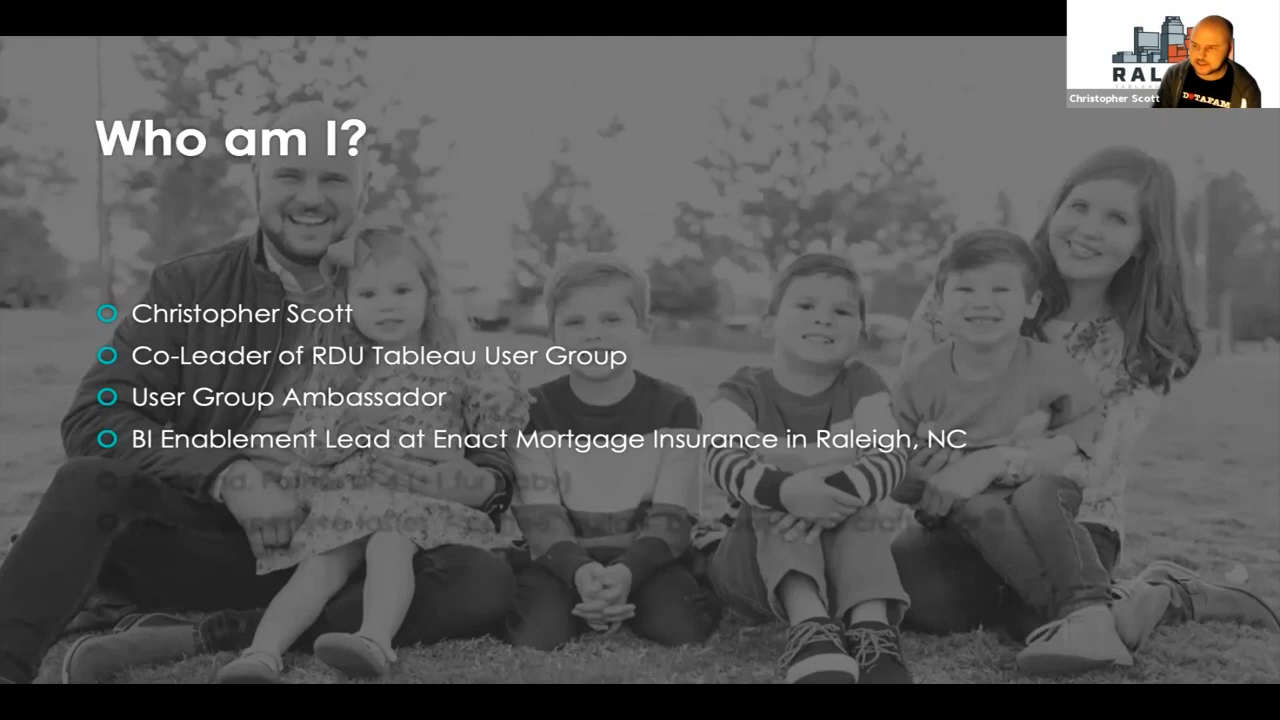 RAL
Christopher Scott
Who am I?
Christopher Scott
Co-Leader of RDU Tableau User Group
User Group Ambassador
BI Enablement Lead at Enact Mortgage Insurance in Raleigh, NC